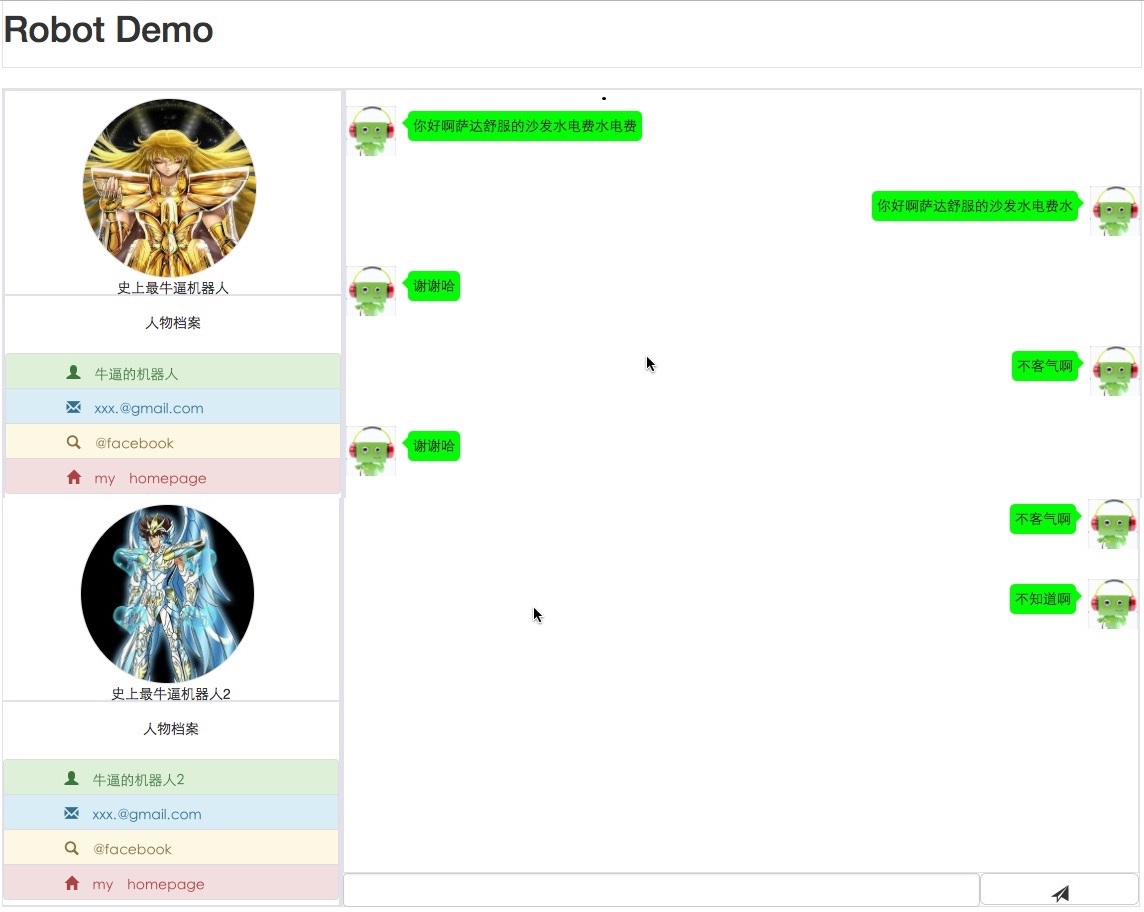 Robot Demo
史上最牛逼机器人
人物档案
牛逼的机器人
xxx.@gmail.com
@facebook
my homepage
史上最牛逼机器人2
人物档案
牛逼的机器人2
xxx.@gmail.com
@facebook
my homepage
你好啊萨达舒服的沙发水电费水电费
你好啊萨达舒服的沙发水电费水
谢谢哈
不客气啊
谢谢哈
不客气啊
不知道啊